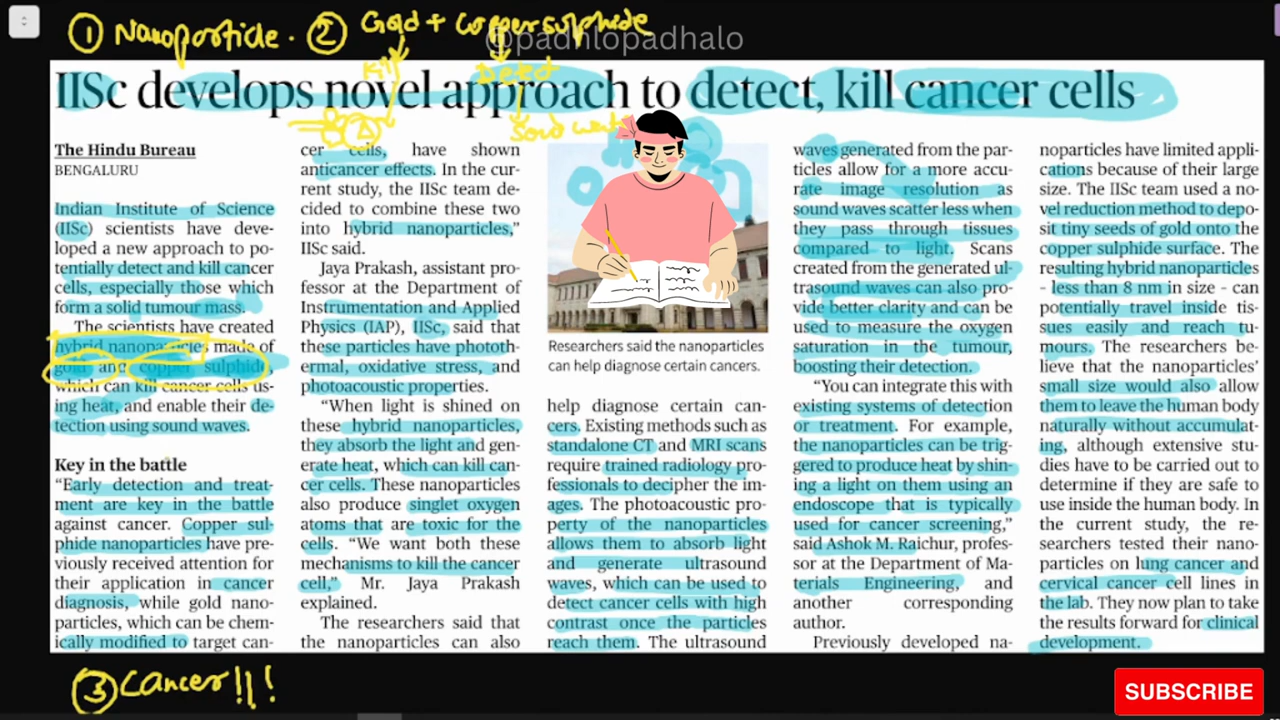 ① Nanoparticle. ② Gold + Copper sulphide
@padhlopadhalo
Kill
Detect
Sound waves
IISc develops novel approach to detect, kill cancer cells
The Hindu Bureau
BENGALURU
Indian Institute of Science
(IISc) scientists have deve-
loped a new approach to po-
tentially detect and kill cancer
cells, especially those which
form a solid tumour mass.
The scientists have created
hybrid nanoparticles made of
gold and copper sulphide
which can kill cancer cells us-
ing heat, and enable their de-
tection using sound waves.
Key in the battle
“Early detection and treat-
ment are key in the battle
against cancer. Copper sul-
phide nanoparticles have pre-
viously received attention for
their application in cancer
diagnosis, while gold nano-
particles, which can be chem-
ically modified to target can-
cer cells, have shown
anticancer effects. In the cur-
rent study, the IISc team de-
cided to combine these two
into hybrid nanoparticles,”
IISc said.
Jaya Prakash, assistant pro-
fessor at the Department of
Instrumentation and Applied
Physics (IAP), IISc, said that
these particles have phototh-
ermal, oxidative stress, and
photoacoustic properties.
“When light is shined on
these hybrid nanoparticles,
they absorb the light and gen-
erate heat, which can kill can-
cer cells. These nanoparticles
also produce singlet oxygen
atoms that are toxic for the
cells. “We want both these
mechanisms to kill the cancer
cell,” Mr. Jaya Prakash
explained.
The researchers said that
the nanoparticles can also
Researchers said the nanoparticles
can help diagnose certain cancers.
help diagnose certain can-
cers. Existing methods such as
standalone CT and MRI scans
require trained radiology pro-
fessionals to decipher the im-
ages. The photoacoustic pro-
perty of the nanoparticles
allows them to absorb light
and generate ultrasound
waves, which can be used to
detect cancer cells with high
contrast once the particles
reach them. The ultrasound
waves generated from the par-
ticles allow for a more accu-
rate image resolution as
sound waves scatter less when
they pass through tissues
compared to light. Scans
created from the generated ul-
trasound waves can also pro-
vide better clarity and can be
used to measure the oxygen
saturation in the tumour,
boosting their detection.
“You can integrate this with
existing systems of detection
or treatment. For example,
the nanoparticles can be trig-
gered to produce heat by shin-
ing a light on them using an
endoscope that is typically
used for cancer screening,”
said Ashok M. Raichur, profes-
sor at the Department of Ma-
terials Engineering, and
another corresponding
author.
Previously developed na-
noparticles have limited appli-
cations because of their large
size. The IISc team used a no-
vel reduction method to depo-
sit tiny seeds of gold onto the
copper sulphide surface. The
resulting hybrid nanoparticles
- less than 8 nm in size - can
potentially travel inside tis-
sues easily and reach tu-
mours. The researchers be-
lieve that the nanoparticles’
small size would also allow
them to leave the human body
naturally without accumulat-
ing, although extensive stu-
dies have to be carried out to
determine if they are safe to
use inside the human body. In
the current study, the re-
searchers tested their nano-
particles on lung cancer and
cervical cancer cell lines in
the lab. They now plan to take
the results forward for clinical
development.
③ Cancer!!!
SUBSCRIBE